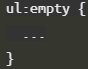 ul:empty {
  ...
}